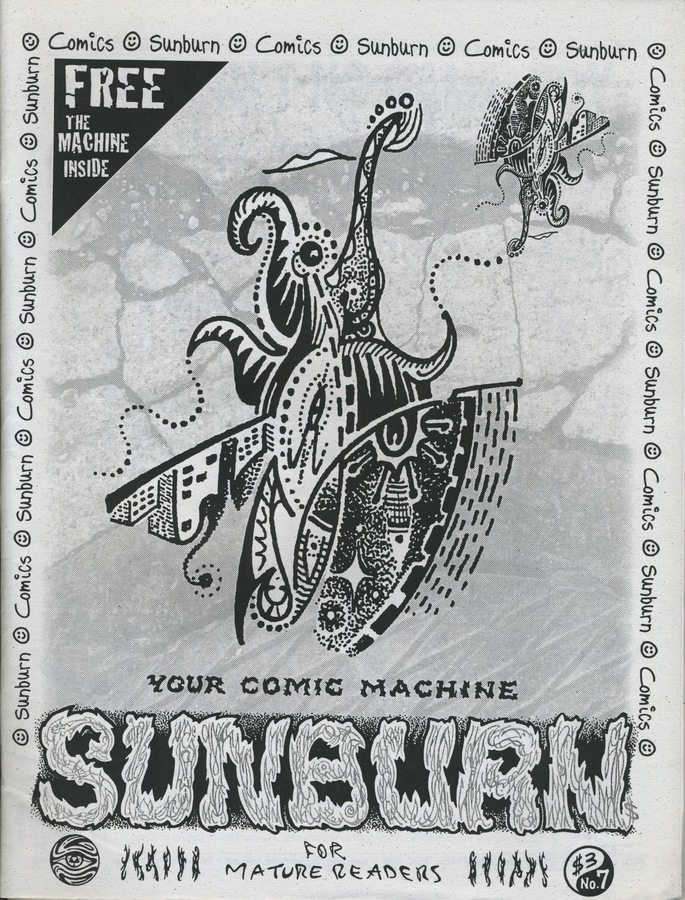 ☺ Comics ☺ Sunburn ☺ Comics ☺ Sunburn ☺ Comics ☺ Sunburn ☺
☺ Sunburn ☺ Comics ☺ Sunburn ☺ Comics ☺ Sunburn ☺ Comics ☺ Sunburn
Comics ☺ Sunburn ☺ Comics ☺ Sunburn ☺ Comics ☺ Sunburn ☺ Comics ☺
FREE
THE
MACHINE
INSIDE
YOUR COMIC MACHINE
SUNBURN
FOR
MATURE READERS
$3
No.7